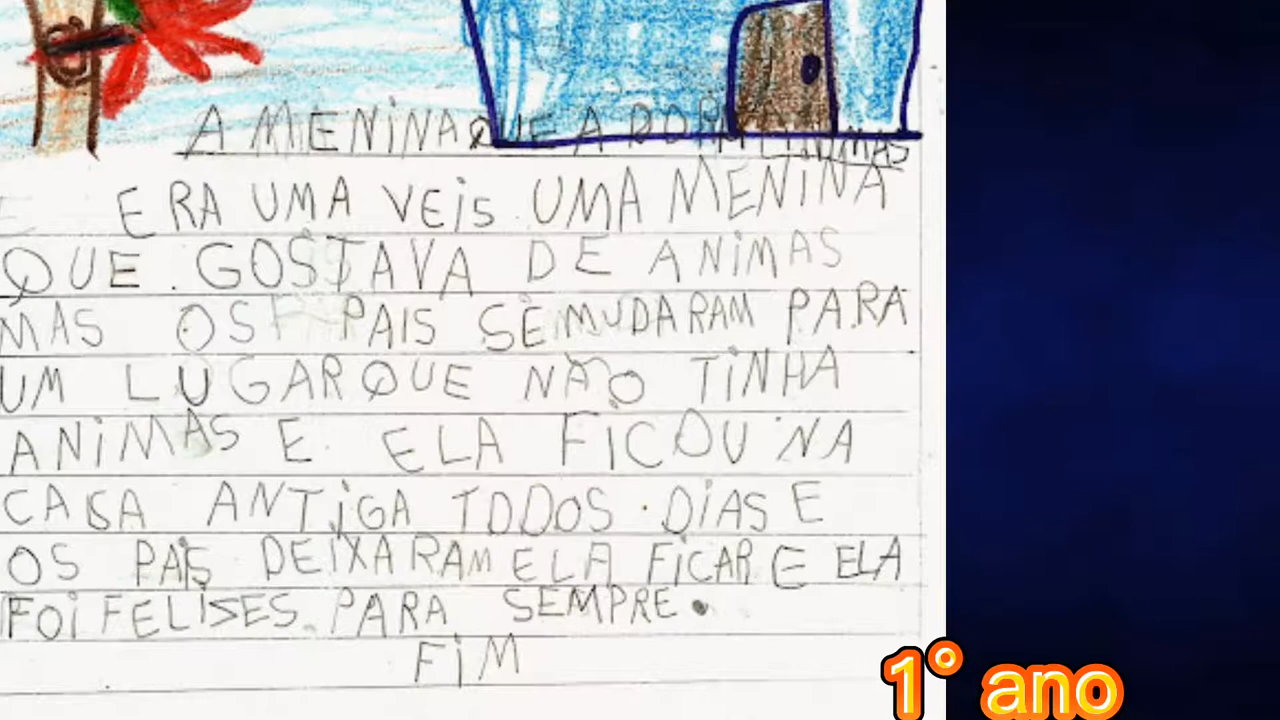 A MENINA QUE A
ERA UMA VEIS UMA MENINA
QUE GOSTAVA DE ANIMAS
MAS OS PAIS SE MUDARAM PARA
UM LUGAR QUE NÃO TINHA
ANIMAS E ELA FICOU NA
CASA ANTIGA TODOS DIAS E
OS PAIS DEIXARAM ELA FICAR E ELA
FOI FELISES PARA SEMPRE.
FIM
1° ano